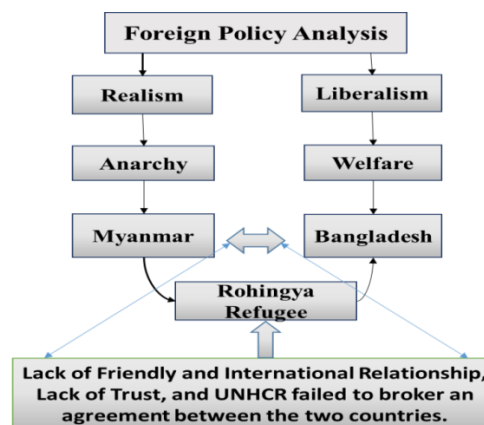 Foreign Policy Analysis
Realism
Liberalism
Anarchy
Welfare
Myanmar
Bangladesh
Rohingya
Refugee
Lack of Friendly and International Relationship,
Lack of Trust, and UNHCR failed to broker an
agreement between the two countries.